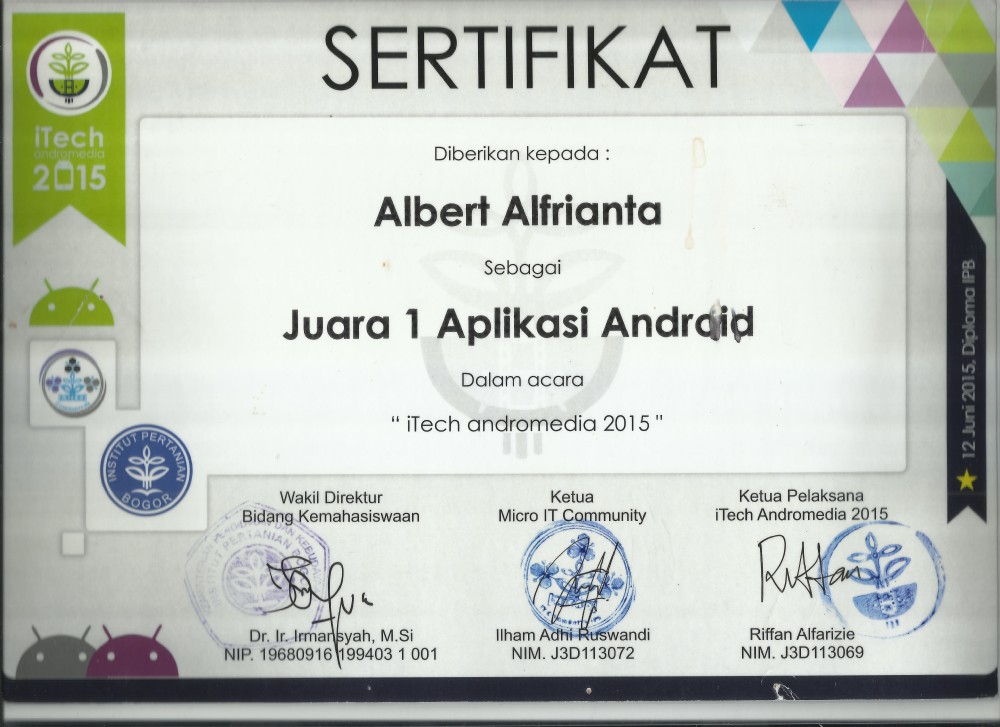 SERTIFIKAT
iTech
andromedia
2015
Diberikan kepada :
Albert Alfrianta
Sebagai
Juara 1 Aplikasi Android
Dalam acara
“ iTech andromedia 2015 ”
12 Juni 2015, Diploma IPB
INSTITUT PERTANIAN
BOGOR
Wakil Direktur
Bidang Kemahasiswaan
Dr. Ir. Irmansyah, M.Si
NIP. 19680916 199403 1 001
Ketua
Micro IT Community
Ilham Adhi Ruswandi
NIM. J3D113072
Ketua Pelaksana
iTech Andromedia 2015
Riffan Alfarizie
NIM. J3D113069